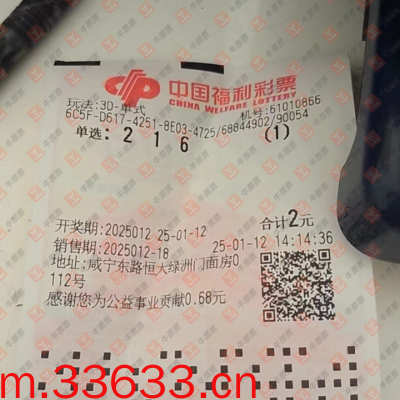 中国福利彩票
CHINA WELFARE LOTTERY
玩法:3D-单式
机号:61010866
6C5F-D617-4251-8E03-4725/68844902/90054
单选: 2 1 6 (1)
开奖期:2025012 25-01-12 合计2元
销售期:2025012-18 25-01-12 14:14:36
地址:咸宁东路恒大绿洲门面房0
112号
感谢您为公益事业贡献0.68元
m.33633.cn